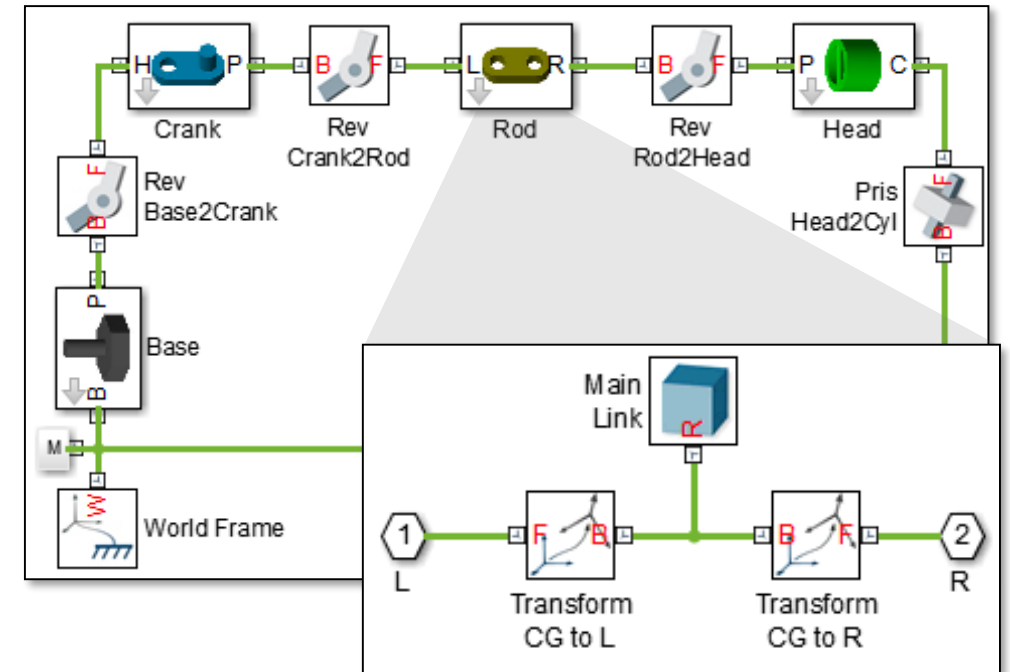 H P
B F
L R
B F
P C
Crank
Rev
Crank2Rod
Rod
Rev
Rod2Head
Head
F
B
Rev
Base2Crank
F
B
Pris
Head2Cyl
P
B
Base
M
W
World Frame
Main
Link
R
1
L
F B
Transform
CG to L
B F
Transform
CG to R
2
R